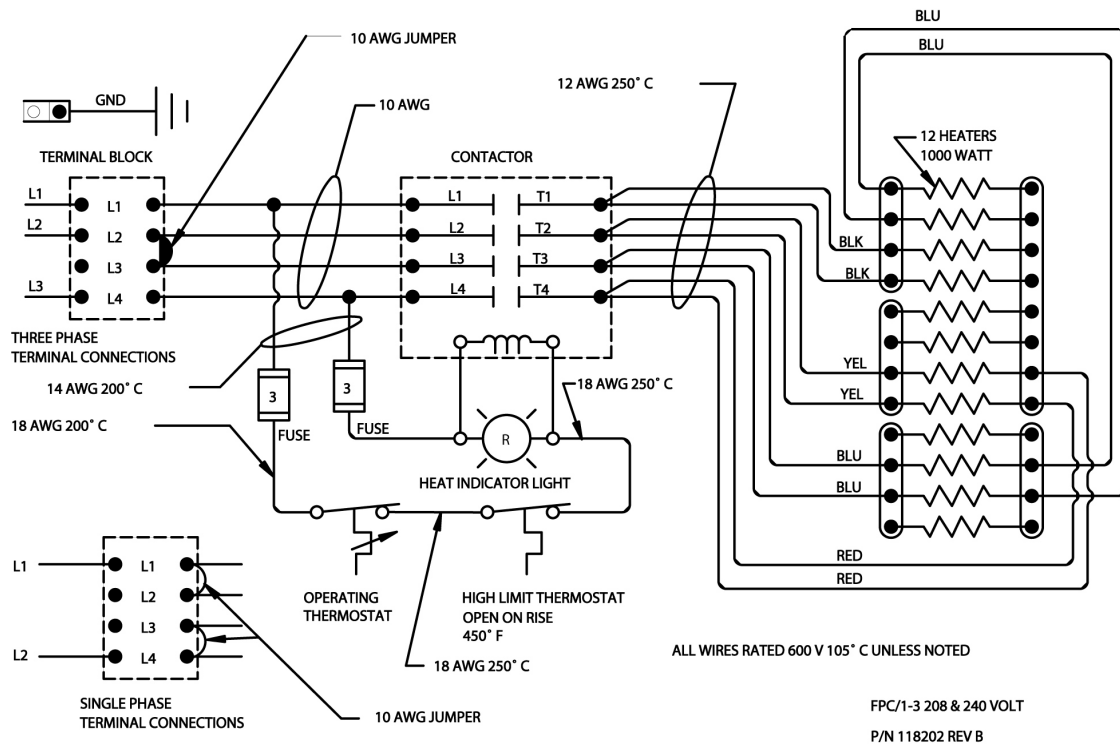 BLU
BLU
10 AWG JUMPER
12 AWG 250° C
GND
10 AWG
12 HEATERS
1000 WATT
TERMINAL BLOCK
CONTACTOR
L1
L1
L1
T1
L2
L2
L2
T2
BLK
L3
L3
T3
BLK
L3
L4
L4
T4
THREE PHASE
TERMINAL CONNECTIONS
YEL
14 AWG 200° C
3
3
18 AWG 250° C
YEL
18 AWG 200° C
FUSE
FUSE
R
HEAT INDICATOR LIGHT
BLU
BLU
RED
RED
L1
L1
L2
L3
L2
L4
OPERATING
THERMOSTAT
HIGH LIMIT THERMOSTAT
OPEN ON RISE
450° F
18 AWG 250° C
ALL WIRES RATED 600 V 105° C UNLESS NOTED
SINGLE PHASE
TERMINAL CONNECTIONS
10 AWG JUMPER
FPC/1-3 208 & 240 VOLT
P/N 118202 REV B